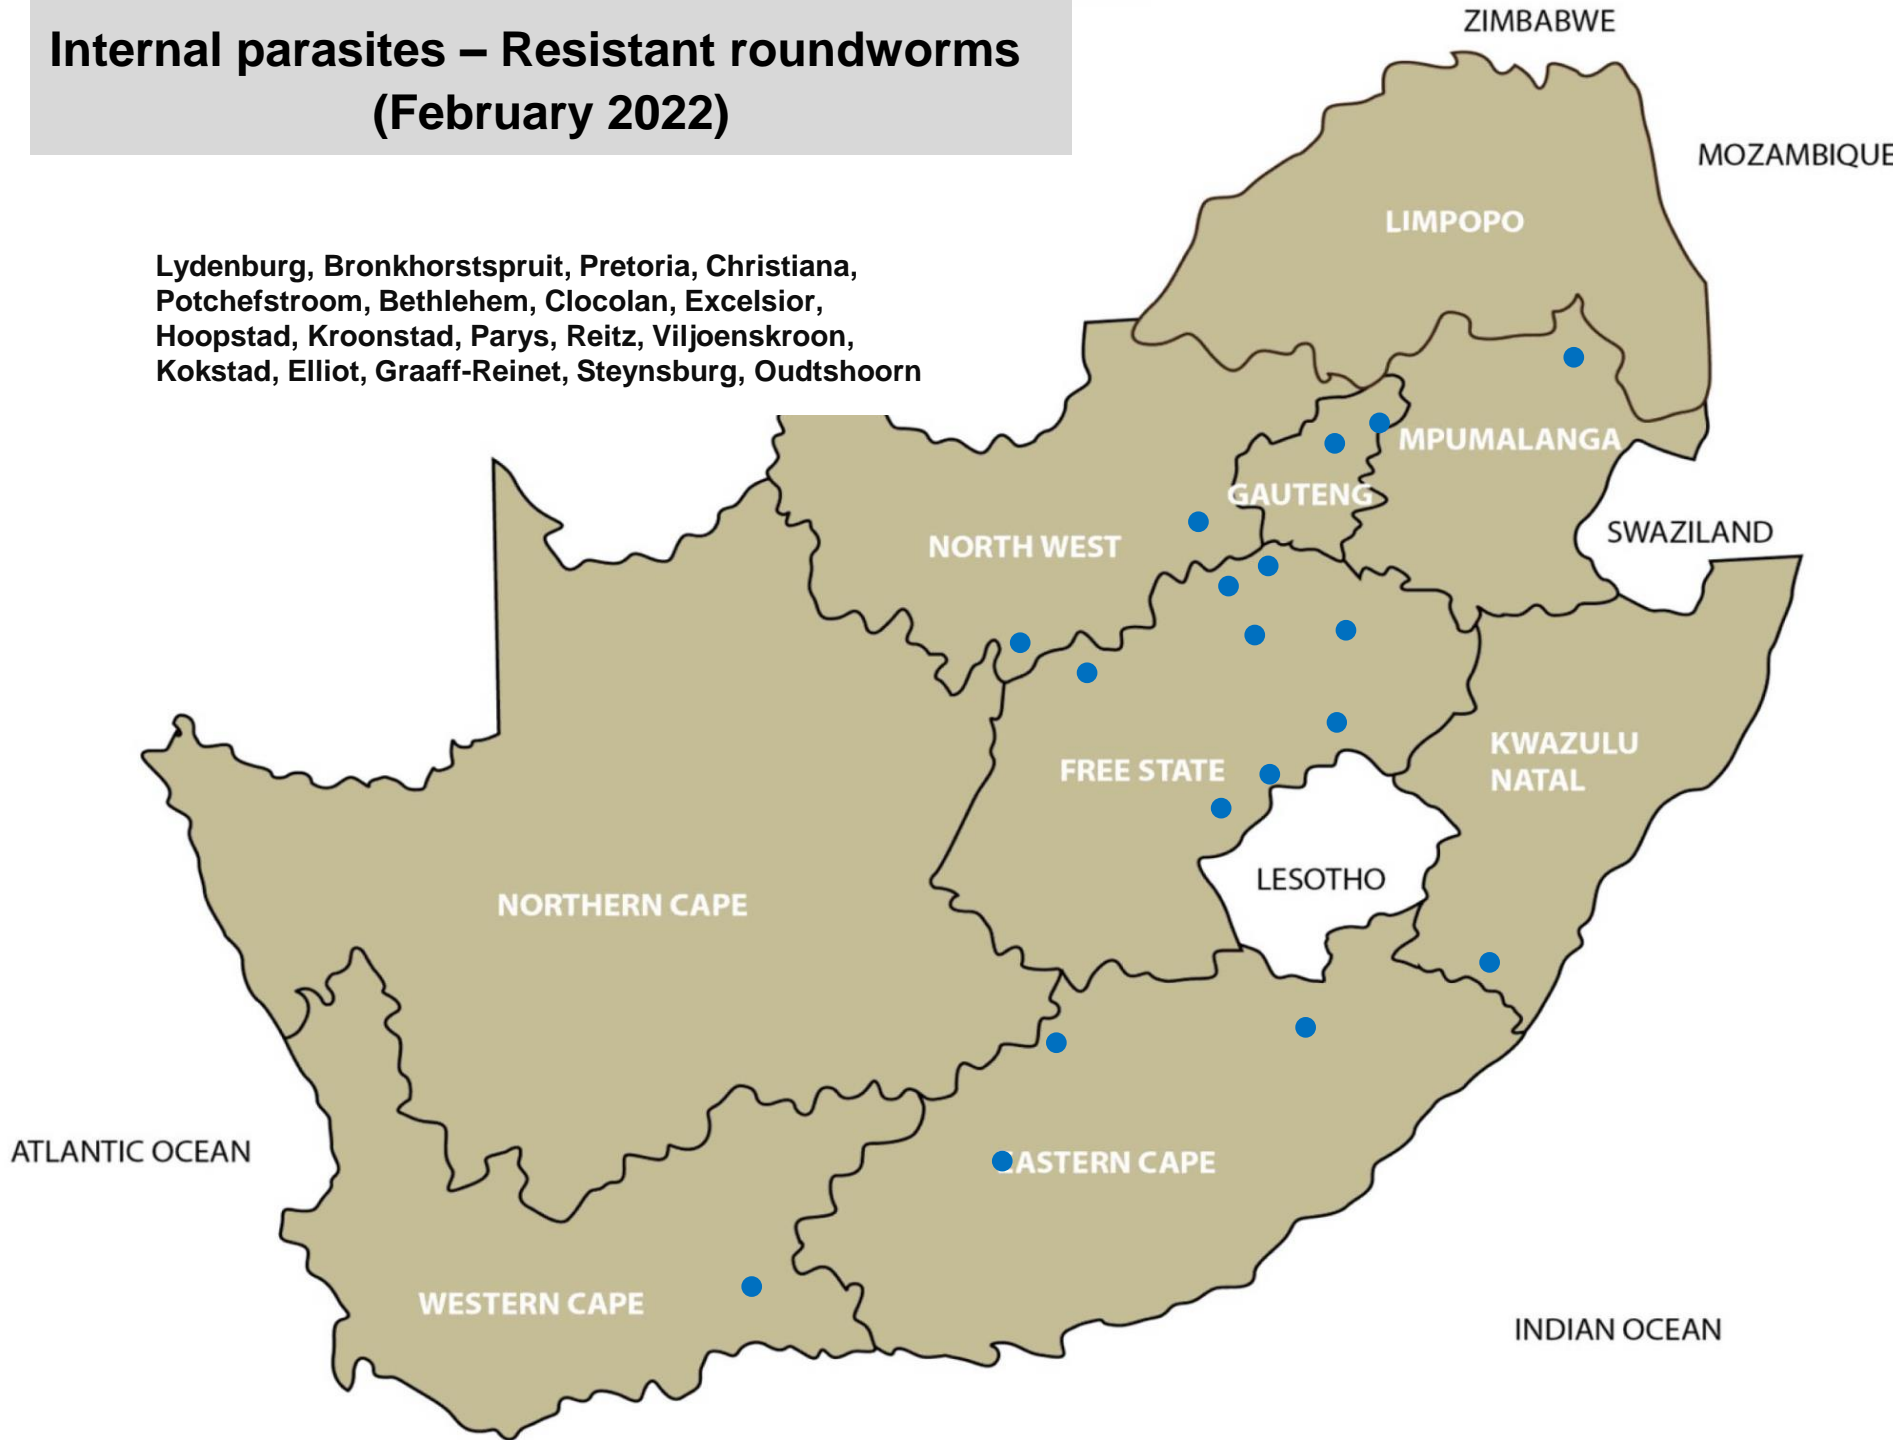 Internal parasites – Resistant roundworms
(February 2022)
Lydenburg, Bronkhorstspruit, Pretoria, Christiana,
Potchefstroom, Bethlehem, Clocolan, Excelsior,
Hoopstad, Kroonstad, Parys, Reitz, Viljoenskroon,
Kokstad, Elliot, Graaff-Reinet, Steynsburg, Oudtshoorn
ZIMBABWE
MOZAMBIQUE
LIMPOPO
MPUMALANGA
GAUTENG
SWAZILAND
NORTH WEST
KWAZULU
NATAL
FREE STATE
LESOTHO
NORTHERN CAPE
ATLANTIC OCEAN
EASTERN CAPE
WESTERN CAPE
INDIAN OCEAN